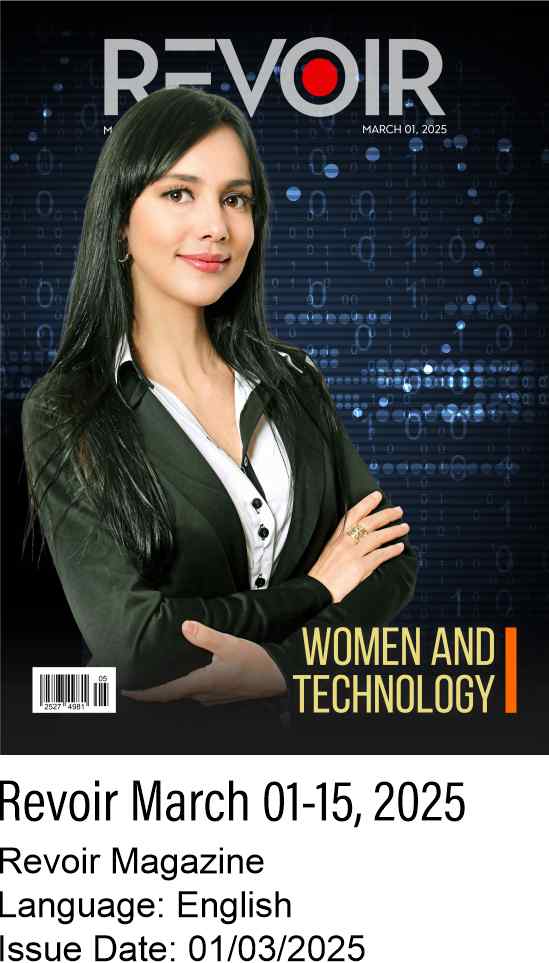 REVOIR
MARCH 01, 2025
WOMEN AND
TECHNOLOGY
05
2527 4981
Revoir March 01-15, 2025
Revoir Magazine
Language: English
Issue Date: 01/03/2025